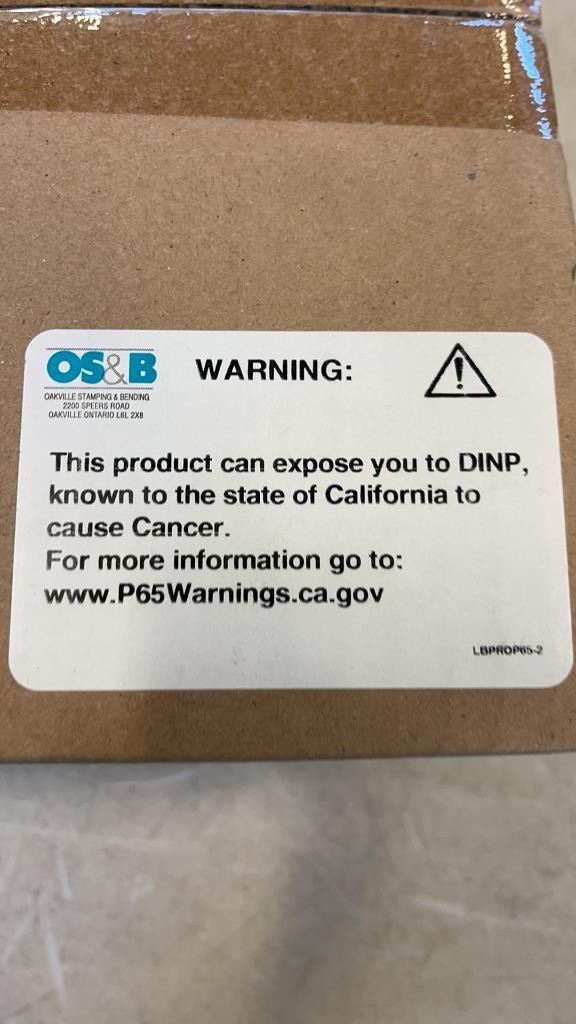 OS&B
WARNING:
OAKVILLE STAMPING & BENDING
2200 SPEERS ROAD
OAKVILLE ONTARIO L6L 2X8
This product can expose you to DINP,
known to the state of California to
cause Cancer.
For more information go to:
www.P65Warnings.ca.gov
LBPROP65-2